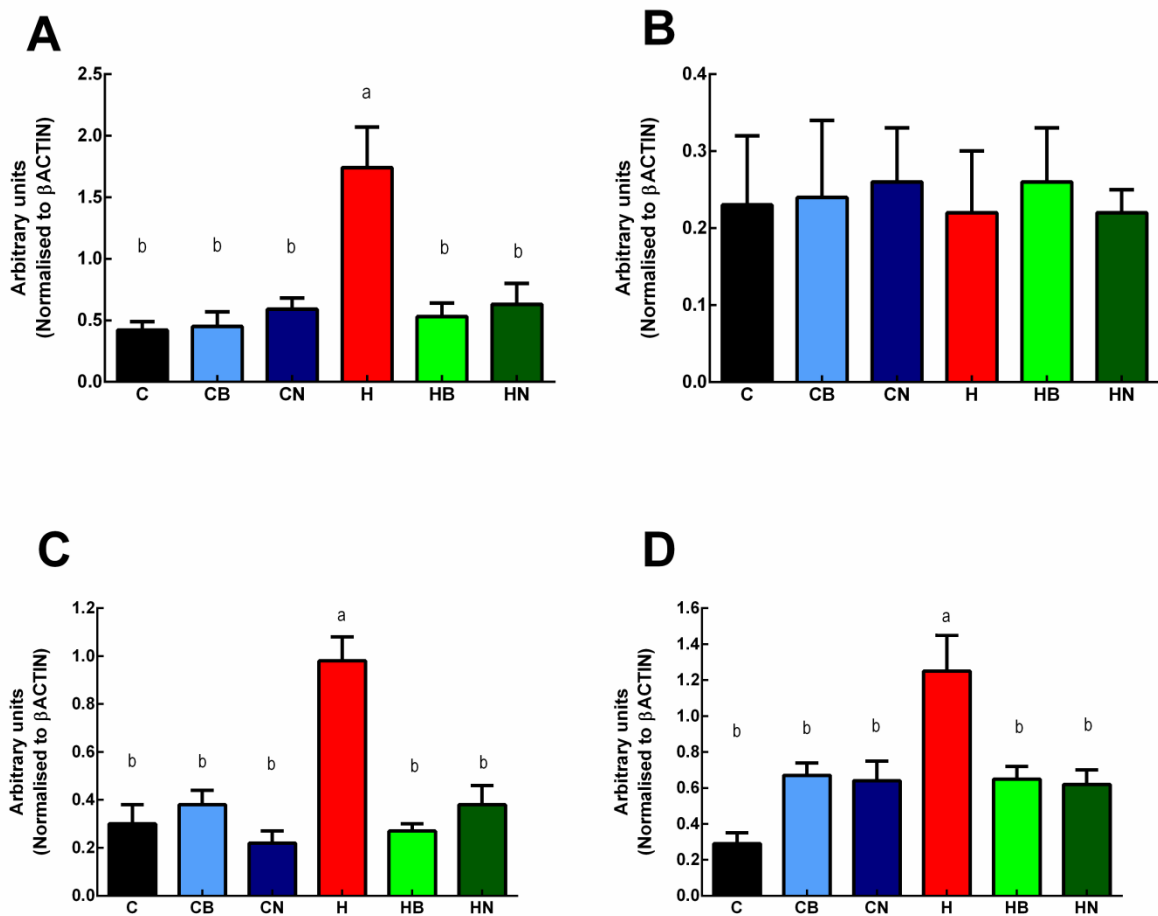 A
Arbitrary units
(Normalised to βACTIN)
2.5
2.0
1.5
1.0
0.5
0.0
a
b b b b b
C CB CN H HB HN
B
Arbitrary units
(Normalised to βACTIN)
0.4
0.3
0.2
0.1
0.0
C CB CN H HB HN
C
Arbitrary units
(Normalised to βACTIN)
1.2
1.0
0.8
0.6
0.4
0.2
0.0
a
b b b b b
C CB CN H HB HN
D
Arbitrary units
(Normalised to βACTIN)
1.6
1.4
1.2
1.0
0.8
0.6
0.4
0.2
0.0
a
b b b b b
C CB CN H HB HN